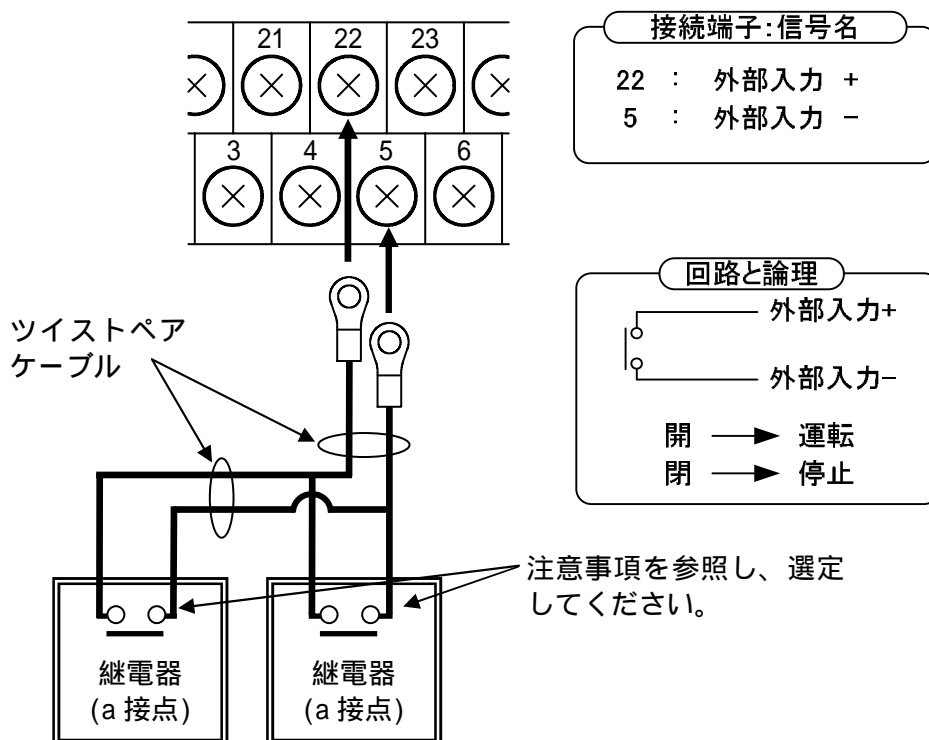 21 22 23
3 4 5 6
接続端子:信号名
22 : 外部入力 +
5 : 外部入力 −
ツイストペア
ケーブル
回路と論理
外部入力+
外部入力−
開 → 運転
閉 → 停止
注意事項を参照し、選定
してください。
継電器
(a 接点)
継電器
(a 接点)